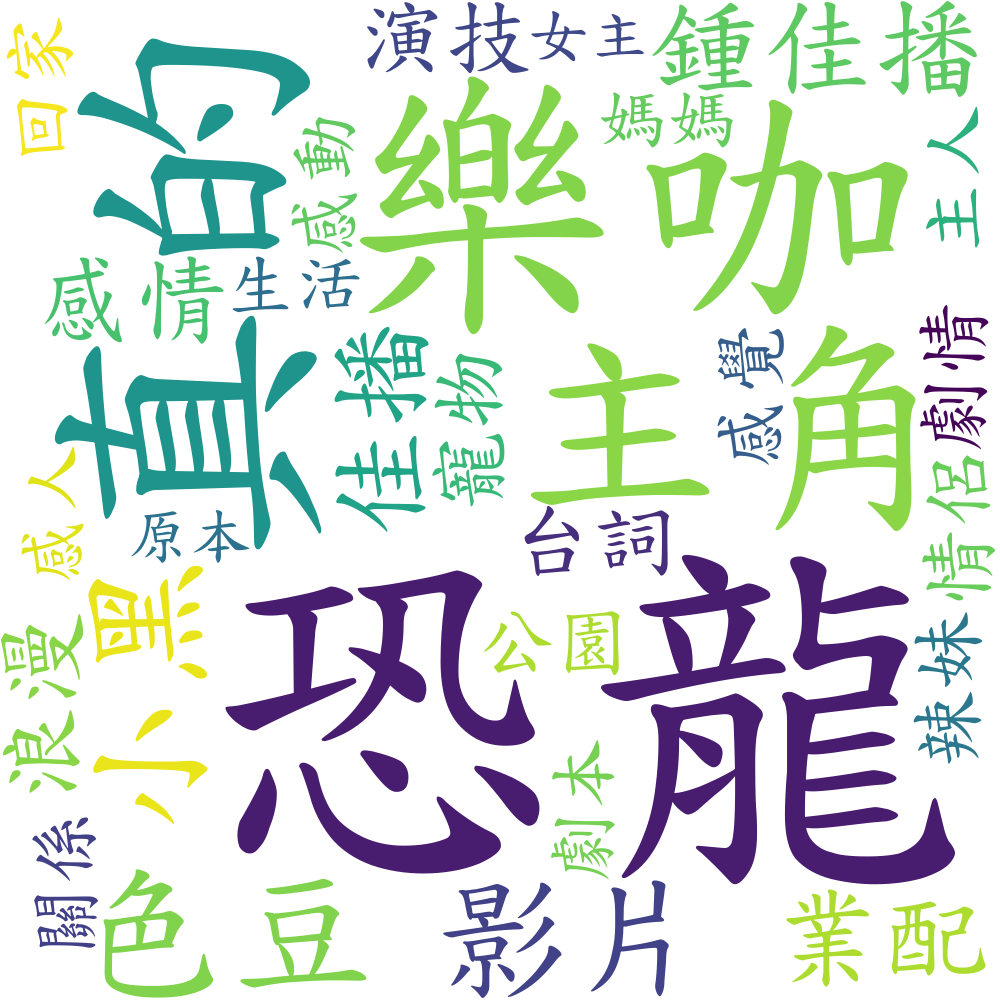 回家
真的
演技
女主
鍾佳播
媽媽
樂咖
主人
感動
感情
生活
佳播
寵物
主角
感覺
劇情
情侶
感人
原本
台詞
小黑
恐龍
公園
辣妹
浪漫
劇本
關係
色豆
影片
業配